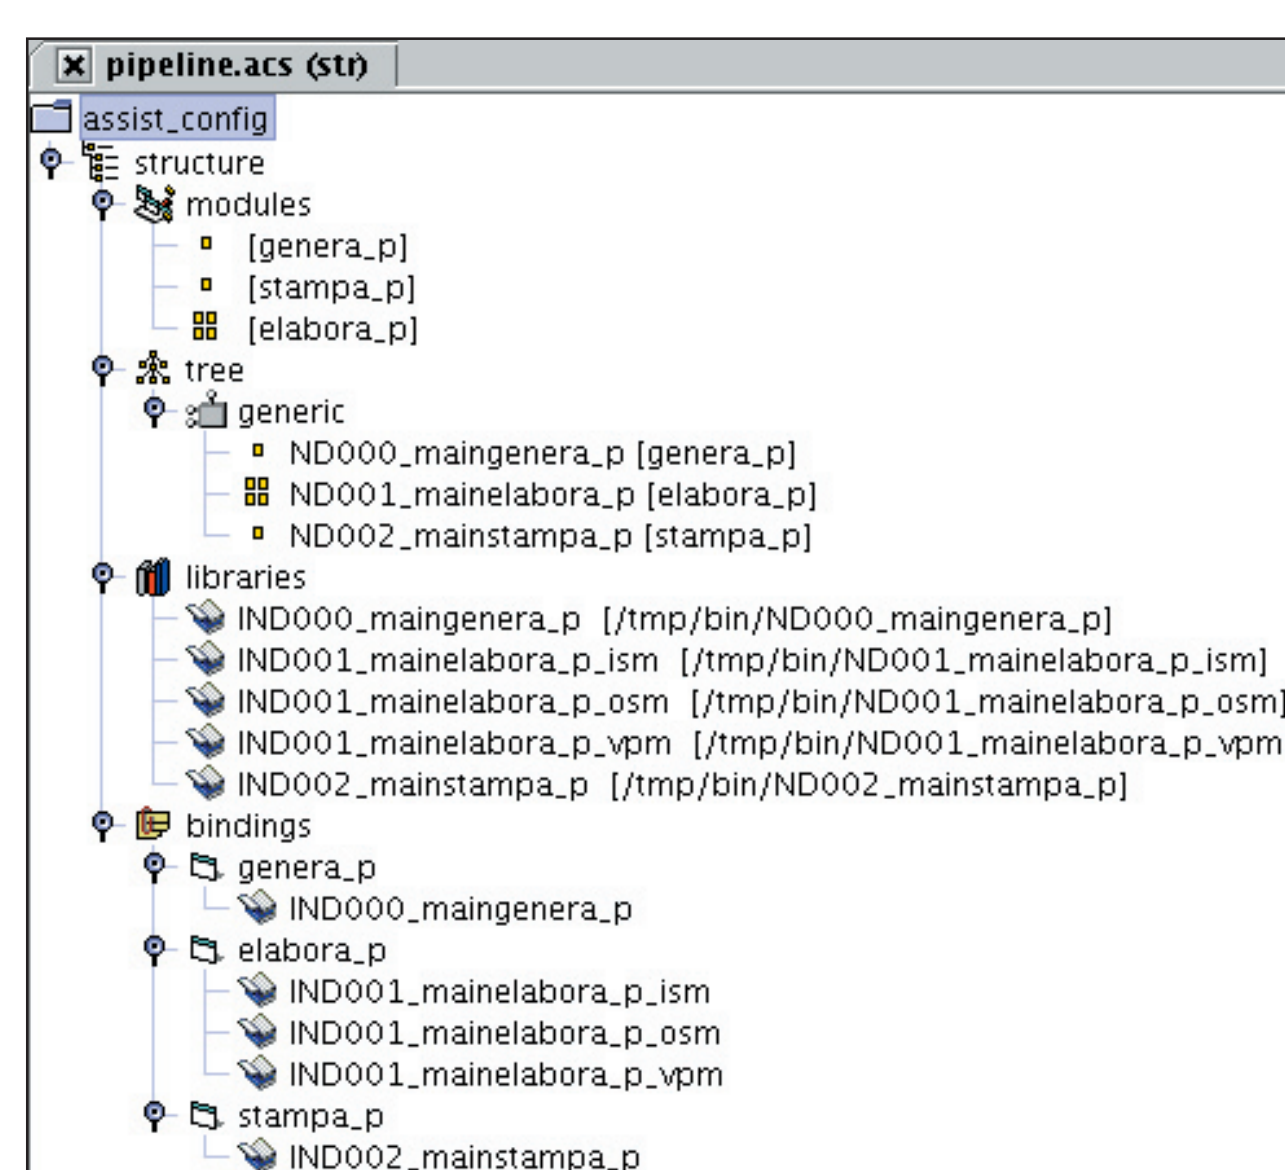 pipeline.acs (str)
assist_config
structure
modules
[genera_p]
[stampa_p]
[elabora_p]
tree
generic
ND000_maingenera_p [genera_p]
ND001_mainelabora_p [elabora_p]
ND002_mainstampa_p [stampa_p]
libraries
IND000_maingenera_p [/tmp/bin/ND000_maingenera_p]
IND001_mainelabora_p_ism [/tmp/bin/ND001_mainelabora_p_ism]
IND001_mainelabora_p_osm [/tmp/bin/ND001_mainelabora_p_osm]
IND001_mainelabora_p_vpm [/tmp/bin/ND001_mainelabora_p_vpm
IND002_mainstampa_p [/tmp/bin/ND002_mainstampa_p]
bindings
genera_p
IND000_maingenera_p
elabora_p
IND001_mainelabora_p_ism
IND001_mainelabora_p_osm
IND001_mainelabora_p_vpm
stampa_p
IND002_mainstampa_p